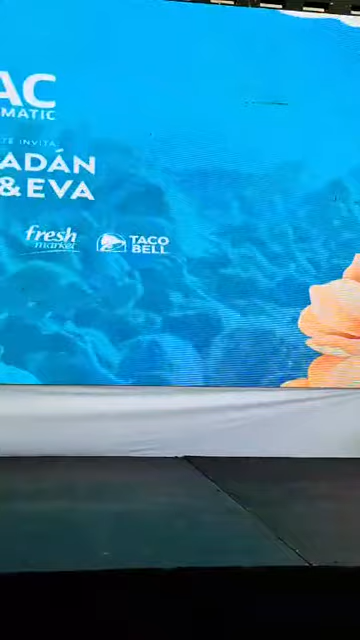 AC
MATIC
TE INVITA
ADÁN
& EVA
fresh
market
TACO
BELL